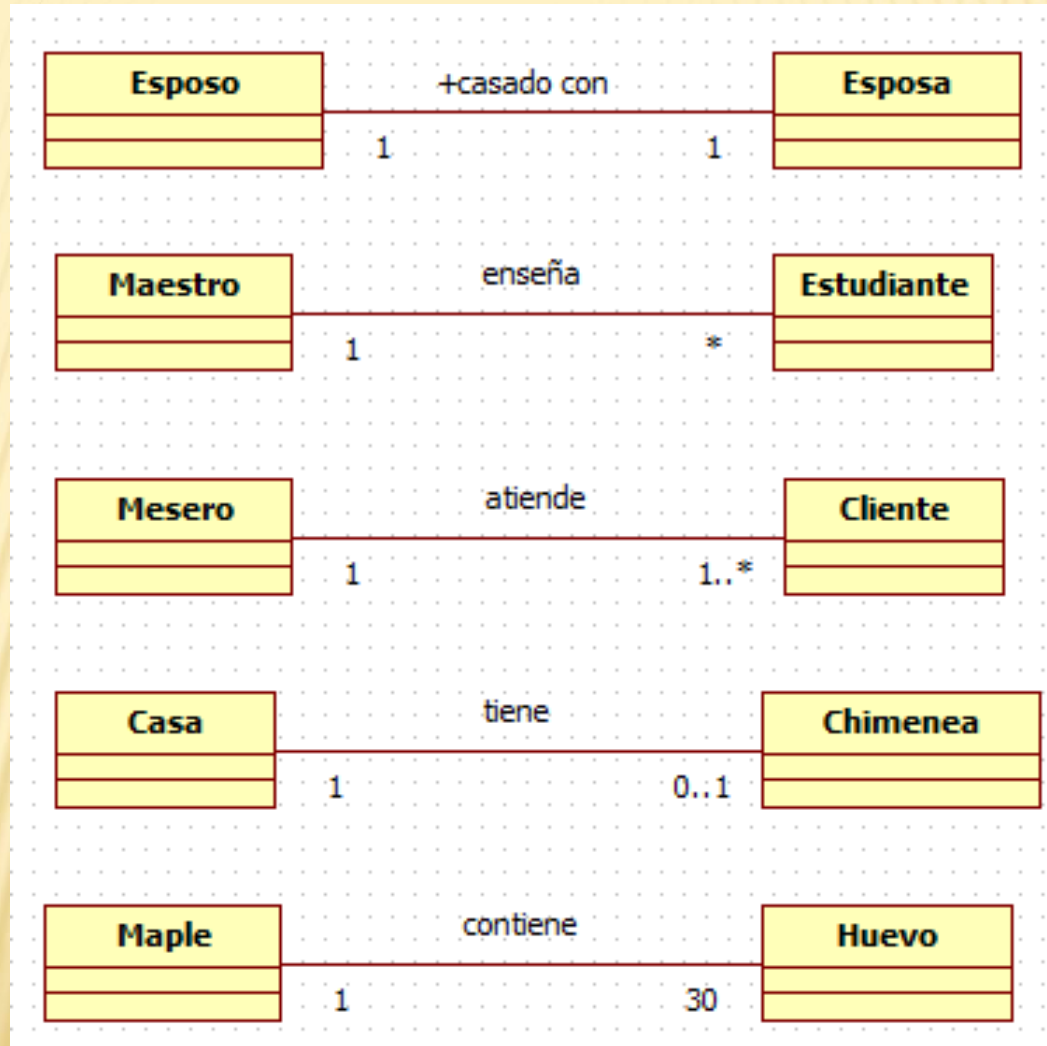 Esposo +casado con Esposa
1 1
Maestro enseña Estudiante
1 *
Mesero atiende Cliente
1 1..*
Casa tiene Chimenea
1 0..1
Maple contiene Huevo
1 30